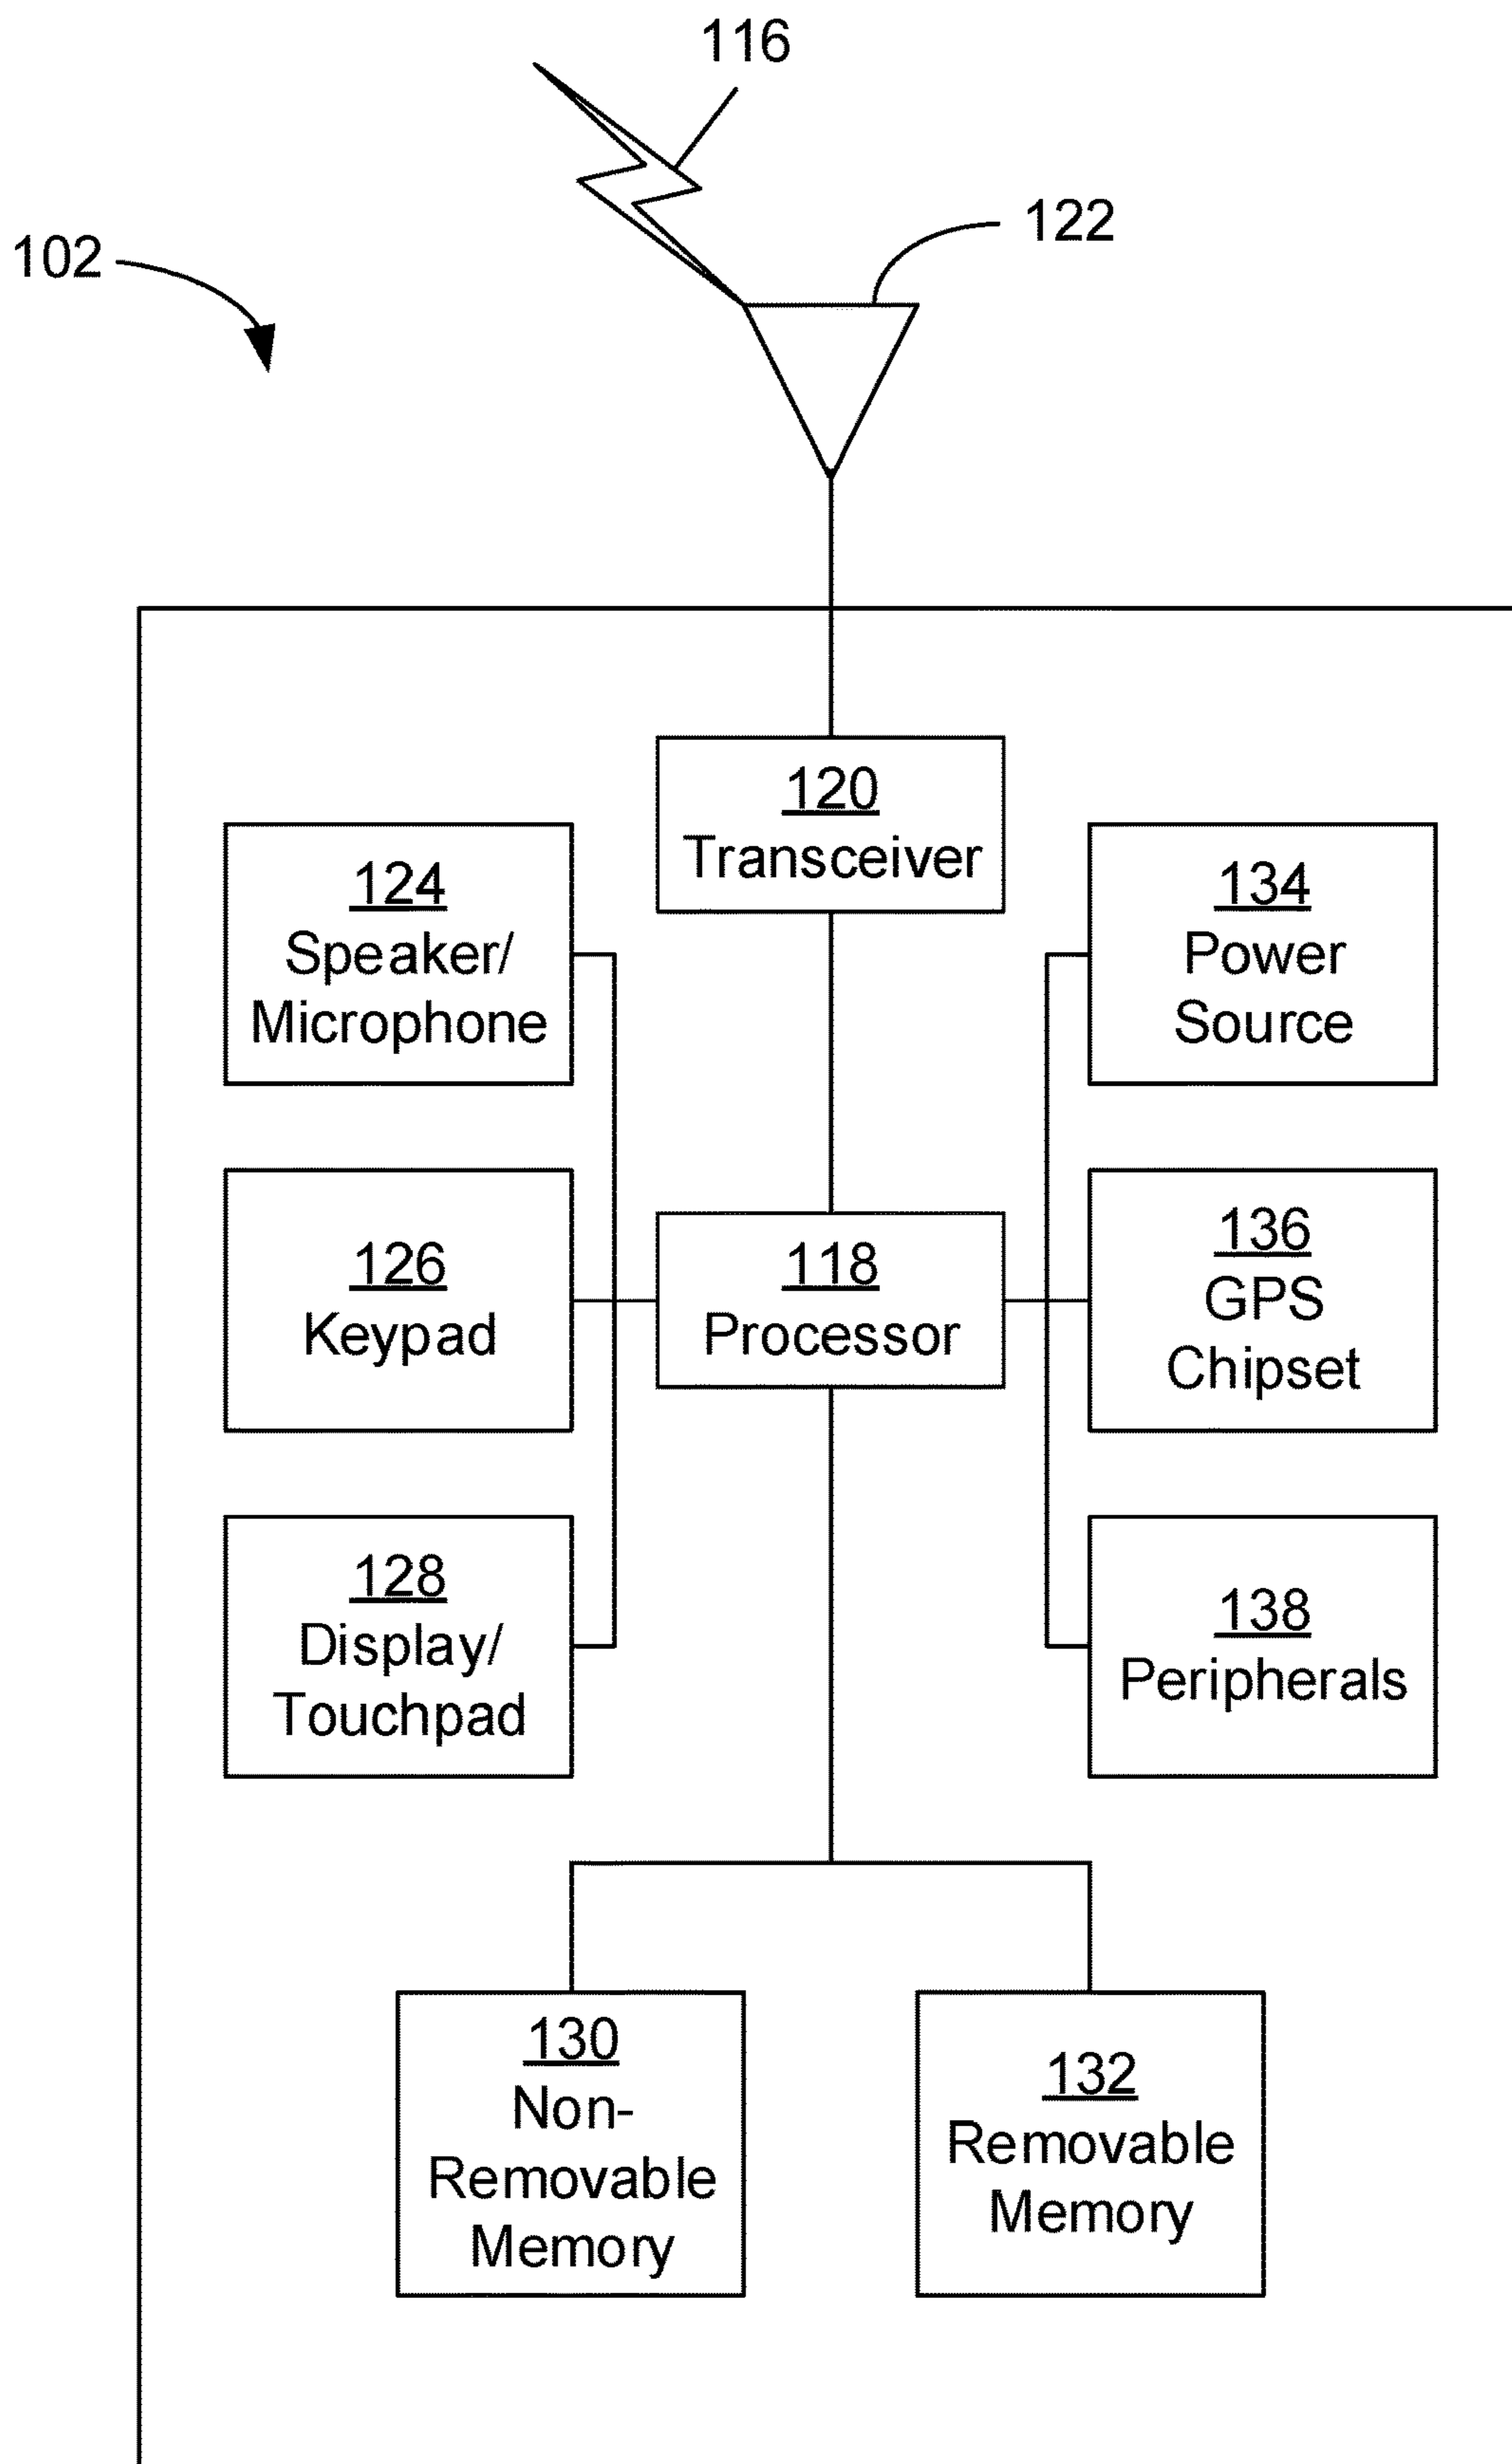 116
122
102
120
Transceiver
124
Speaker/
Microphone
134
Power
Source
126
Keypad
118
Processor
136
GPS
Chipset
128
Display/
Touchpad
138
Peripherals
130
Non-
Removable
Memory
132
Removable
Memory